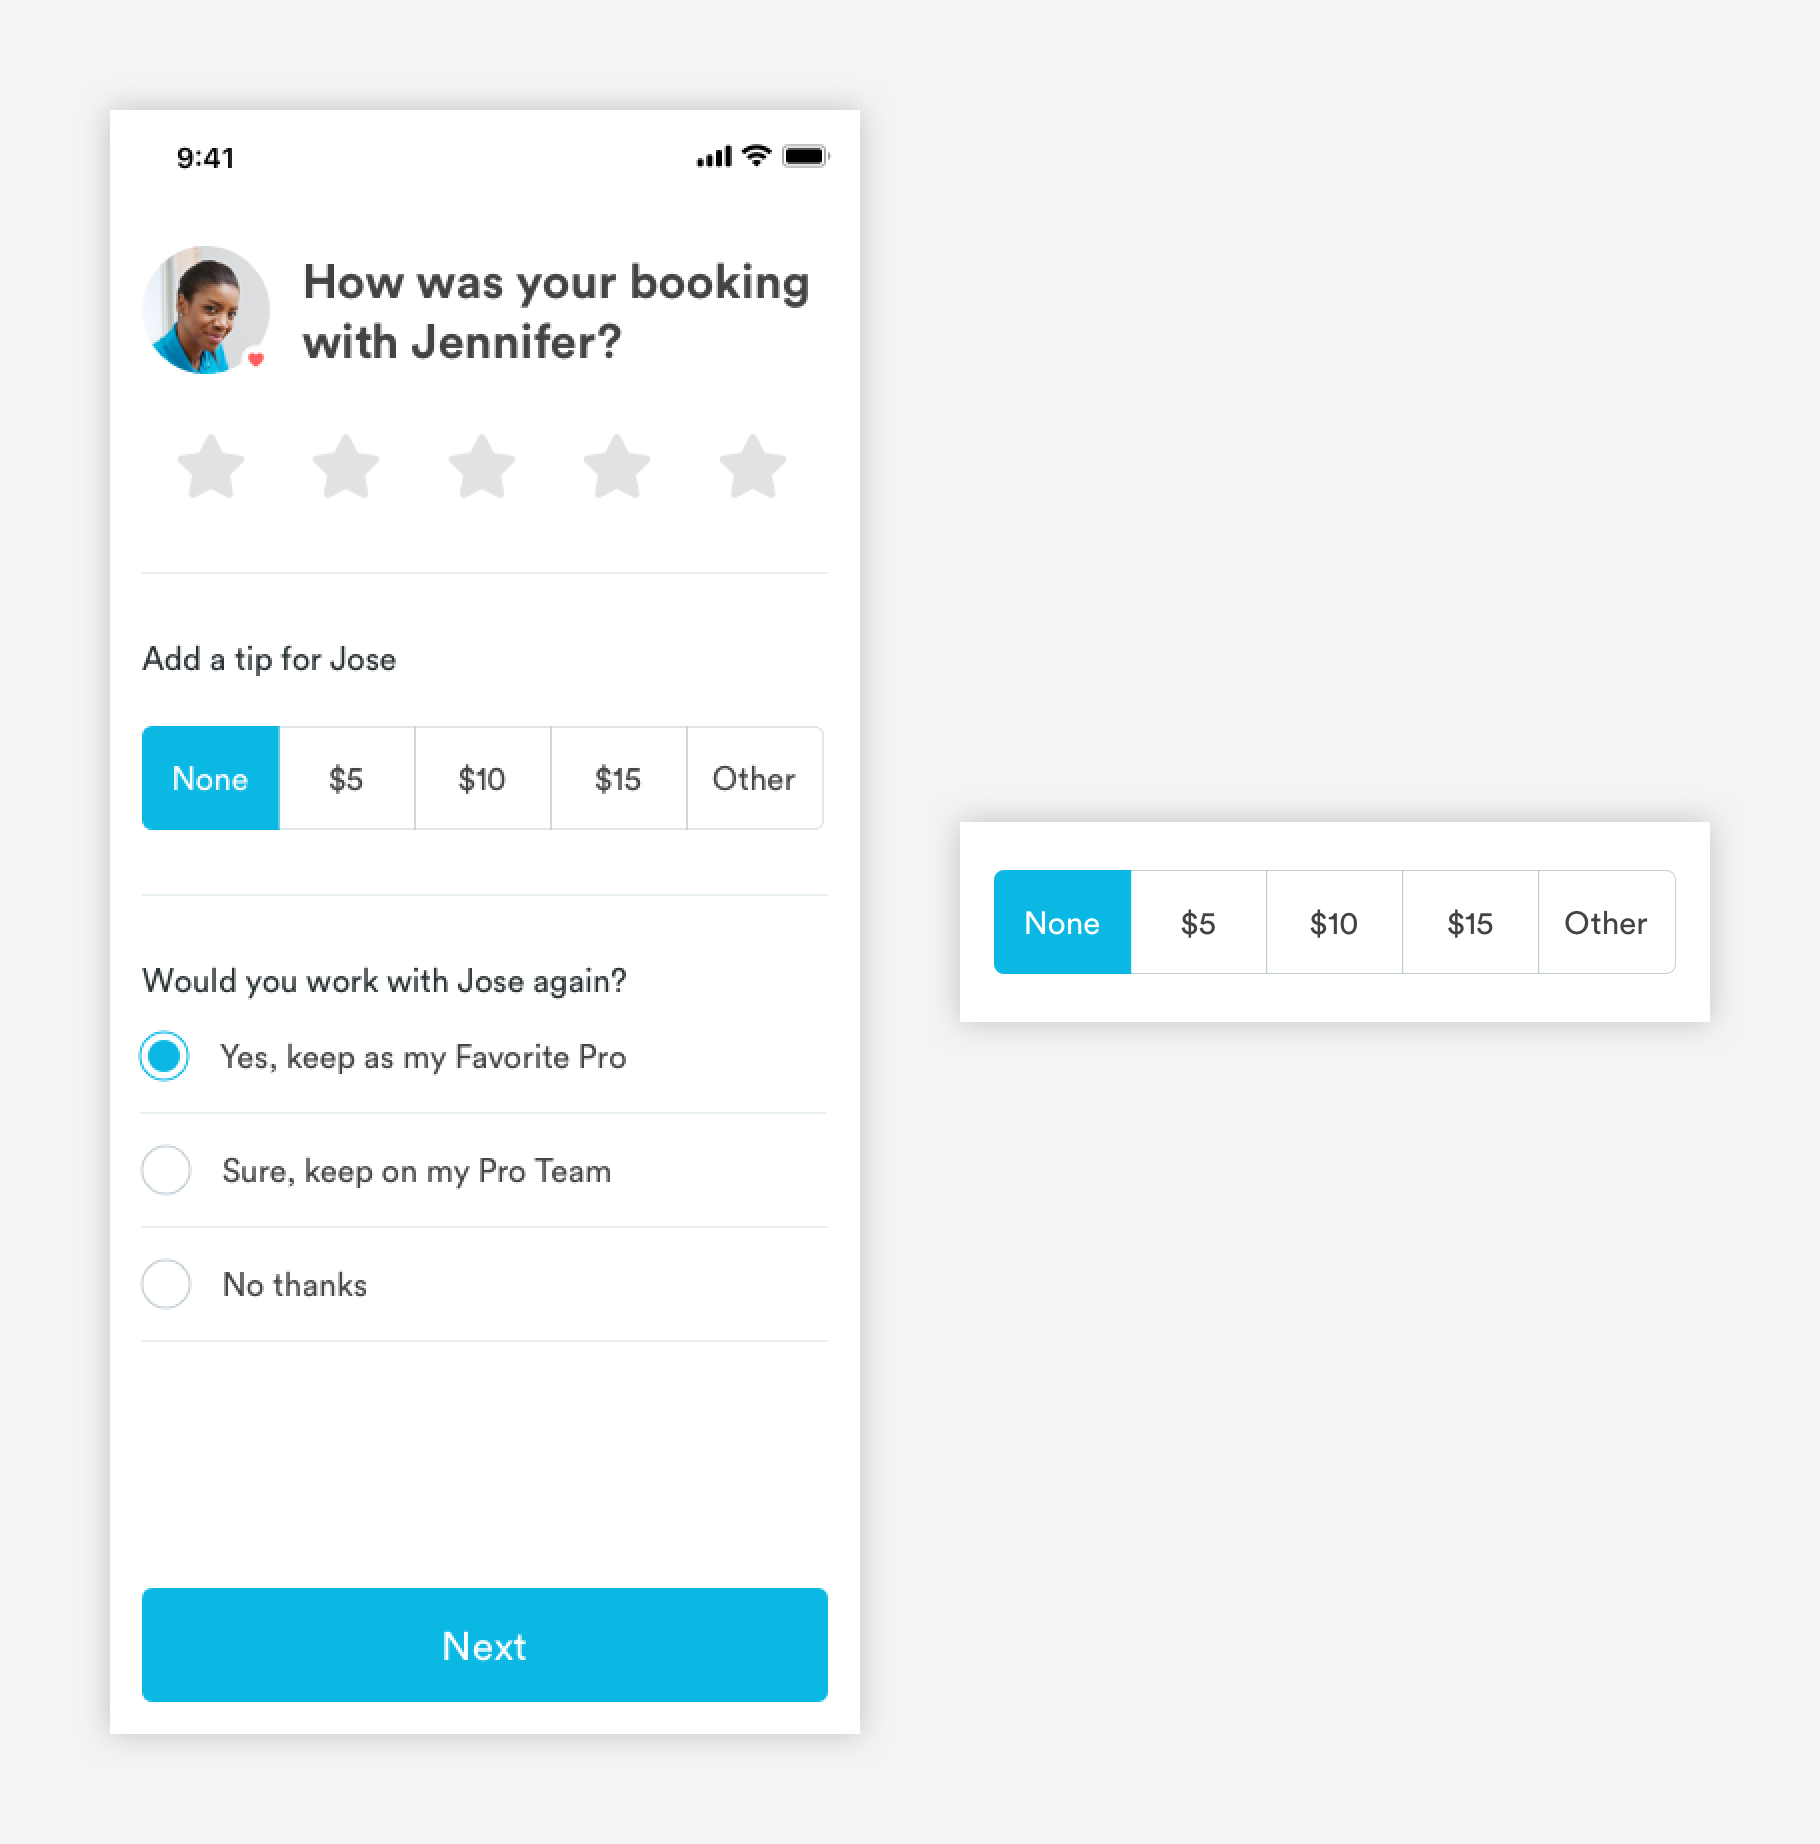 9:41
How was your booking
with Jennifer?
Add a tip for Jose
None $5 $10 $15 Other
Would you work with Jose again?
Yes, keep as my Favorite Pro
Sure, keep on my Pro Team
No thanks
Next
None $5 $10 $15 Other